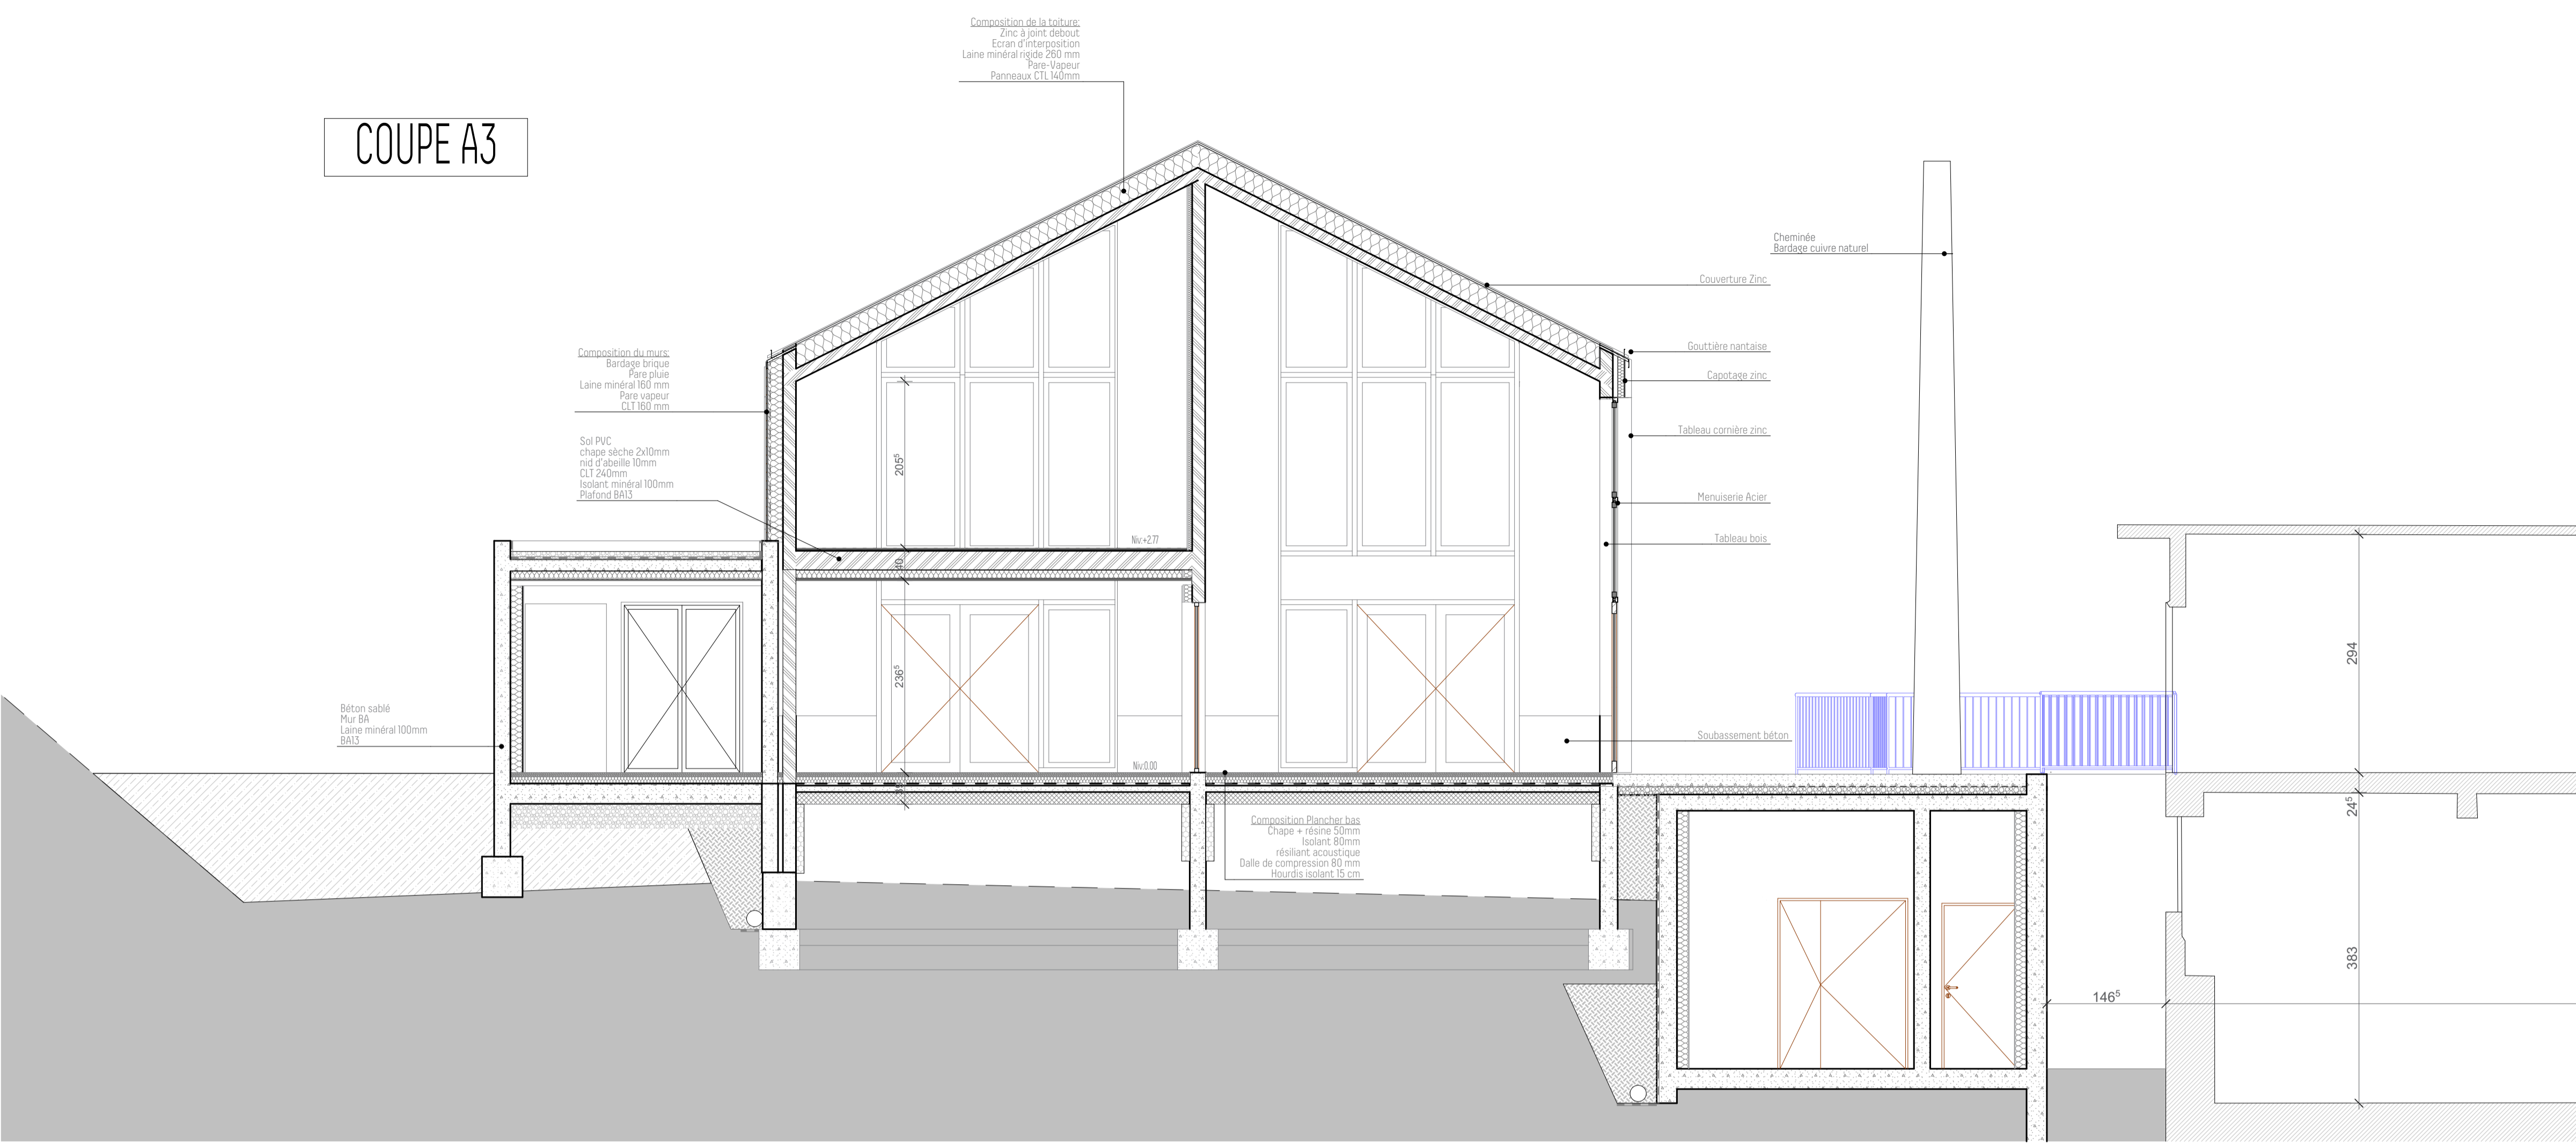 Composition de la toiture:
Zinc à joint debout
Ecran d'interposition
Laine minéral rigide 260 mm
Pare-Vapeur
Panneaux CTL 140mm
COUPE A3
Cheminée
Bardage cuivre naturel
Couverture Zinc
Gouttière nantaise
Capotage zinc
Tableau cornière zinc
Menuiserie Acier
Tableau bois
Soubassement béton
Composition du murs:
Bardage brique
Pare pluie
Laine minéral 160 mm
Pare vapeur
CLT 160 mm
Sol PVC
chape sèche 2x10mm
nid d'abeille 10mm
CLT 240mm
Isolant minéral 100mm
Plafond BA13
205⁵
Niv.+2.77
40
236⁵
Niv:0.00
Béton sablé
Mur BA
Laine minéral 100mm
BA13
Composition Plancher bas
Chape + résine 50mm
Isolant 80mm
résiliant acoustique
Dalle de compression 80 mm
Hourdis isolant 15 cm
294
24⁵
383
146⁵